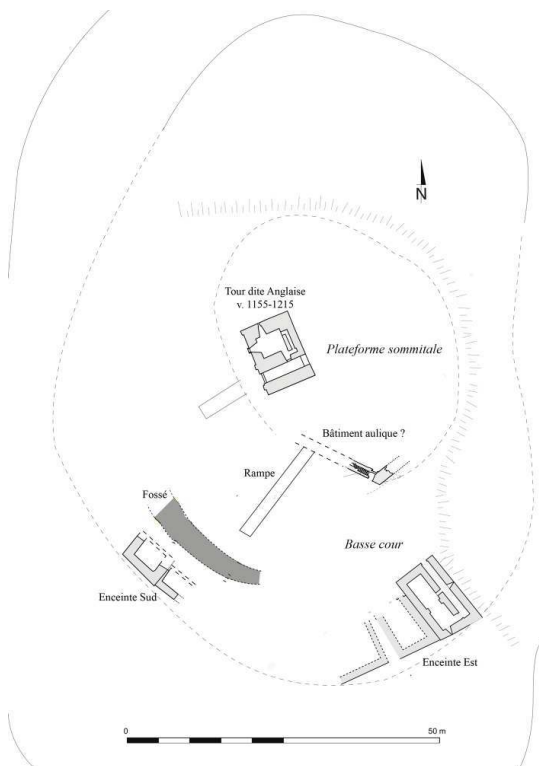 N
Tour dite Anglaise
v. 1155-1215
Plateforme sommitale
Bâtiment aulique ?
Rampe
Fossé
Basse cour
Enceinte Sud
Enceinte Est
0
50 m